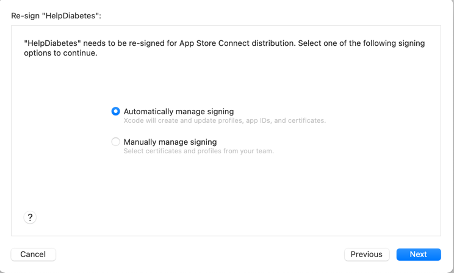 Re-sign "HelpDiabetes":
"HelpDiabetes" needs to be re-signed for App Store Connect distribution. Select one of the following signing
options to continue.
Automatically manage signing
Xcode will create and update profiles, app IDs, and certificates.
Manually manage signing
Select certificates and profiles from your team.
?
Cancel
Previous
Next